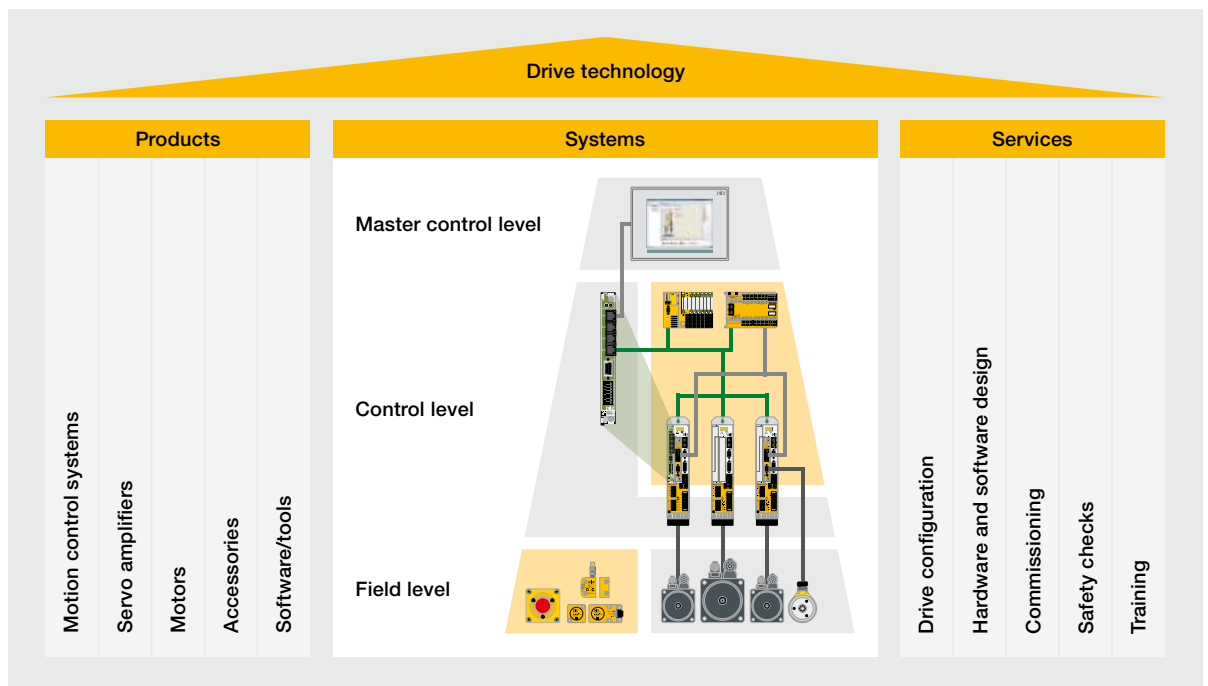 Drive technology
Products
Systems
Services
Motion control systems
Servo amplifiers
Motors
Accessories
Software/tools
Master control level
Control level
Field level
Drive configuration
Hardware and software design
Commissioning
Safety checks
Training